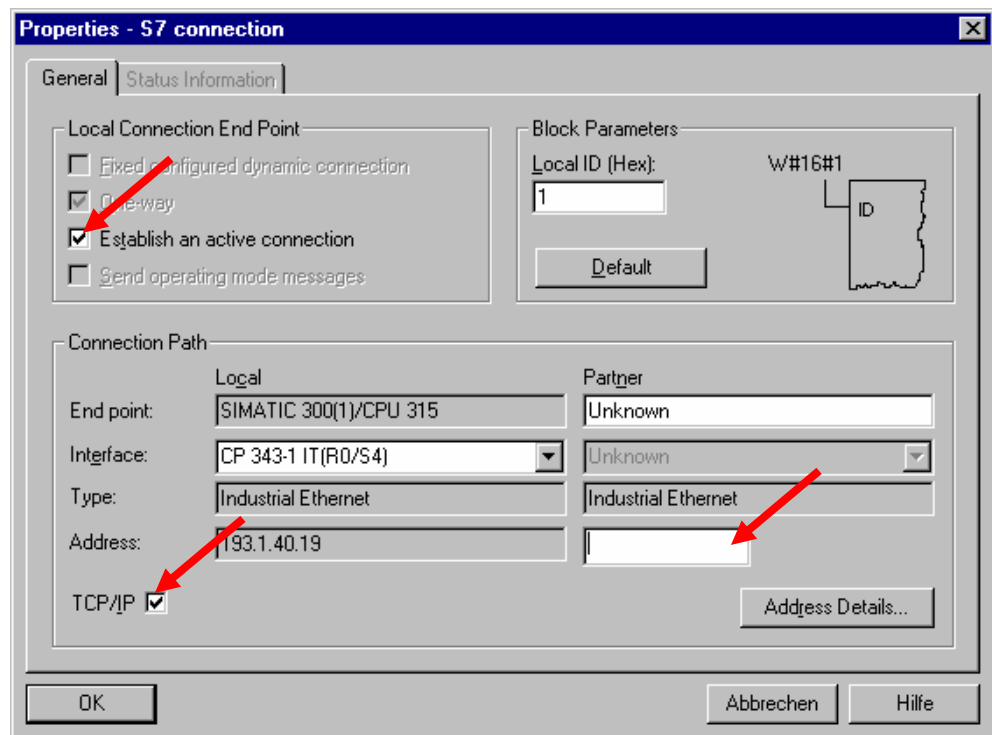 Properties - S7 connection
General
Status Information
Local Connection End Point
Fixed configured dynamic connection
One-way
Establish an active connection
Send operating mode messages
Block Parameters
Local ID (Hex):
W#16#1
1
ID
Default
Connection Path
Local
Partner
End point:
SIMATIC 300(1)/CPU 315
Unknown
Interface:
CP 343-1 IT(R0/S4)
Unknown
Type:
Industrial Ethernet
Industrial Ethernet
Address:
193.1.40.19
TCP/IP
Address Details...
OK
Abbrechen
Hilfe